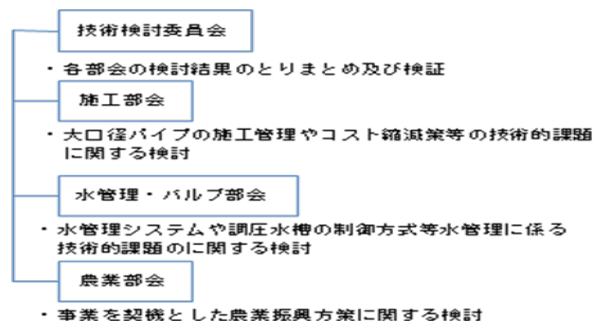 技術検討委員会
・各部会の検討結果のとりまとめ及び検証
施工部会
・大口径パイプの施工管理やコスト縮減策等の技術的課題
に関する検討
水管理・バルブ部会
・水管理システムや調圧水槽の制御方式等水管理に係る
技術的課題のに関する検討
農業部会
・事業を契機とした農業振興方策に関する検討